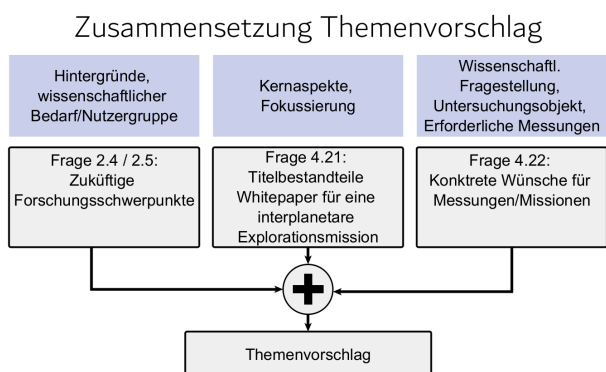 Zusammensetzung Themenvorschlag
Hintergründe,
wissenschaftlicher
Bedarf/Nutzergruppe
Kernaspekte,
Fokussierung
Wissenschaftl.
Fragestellung,
Untersuchungsobjekt,
Erforderliche Messungen
Frage 2.4 / 2.5:
Zuküftige
Forschungsschwerpunkte
Frage 4.21:
Titelbestandteile
Whitepaper für eine
interplanetare
Explorationsmission
Frage 4.22:
Konktrete Wünsche für
Messungen/Missionen
Themenvorschlag